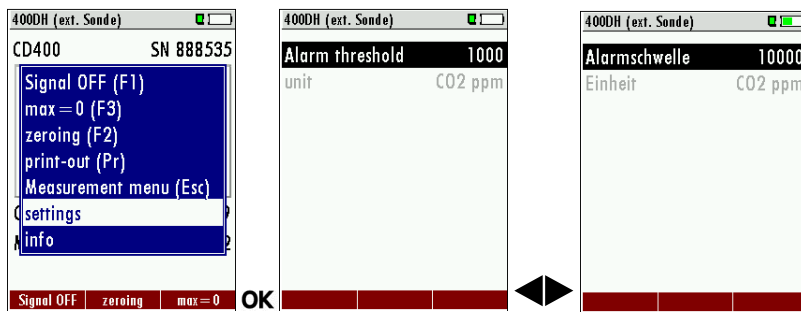 400DH (ext. Sonde)
CD400 SN 888535
Signal OFF (F1)
max=0 (F3)
zeroing (F2)
print-out (Pr)
Measurement menu (Esc)
settings
info
Signal OFF zeroing max=0
OK
400DH (ext. Sonde)
Alarm threshold 1000
unit CO2 ppm
400DH (ext. Sonde)
Alarmschwelle 10000
Einheit CO2 ppm